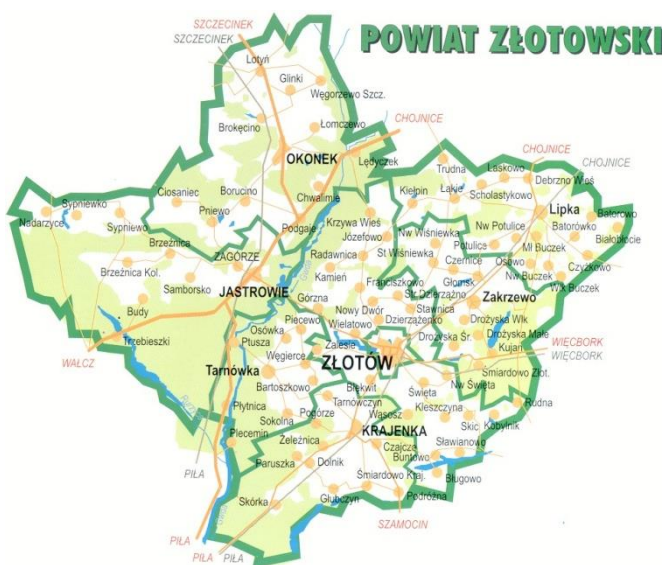 POWIAT ZŁOTOWSKI
SZCZECINEK
SZCZECINEK
Lotyń
Glinki
Węgorzewo Szcz.
Brokęcino
Łomczewo
CHOJNICE
OKONEK
Lędyczek
CHOJNICE
CHOJNICE
Trudna
Łaskowo
Debrzno Wieś
Ciosaniec
Borucino
Chwalimie
Kiełpin
Łąkie
Scholastykowo
Sypniewko
Pniewo
Lipka
Batorowo
Nadarzyce
Sypniewo
Podgaje
Krzywa Wieś
Nw Wiśniewka
Nw Potulice
Batorówko
Józefowo
Białobłocie
Brzeźnica
ZAGÓRZE
Radawnica
St Wiśniewka
Potulice
Mł Buczek
Czernice
Osowo
Brzeźnica Kol.
Kamień
Czyżkowo
Samborsko
JASTROWIE
Franciszkowo
Głomsk
Nw Buczek
Wlk Buczek
Górzna
Str Dzierzążno
Zakrzewo
Budy
Nowy Dwór
Stawnica
Piecewo
Wielatowo
Dzierzążenko
Drożyska Wlk
Trzebieszki
Osówka
Drożyska Małe
Ptusza
Zalesie
Drożyska Śr.
Kujan
WIĘCBORK
WAŁCZ
Węgierce
ZŁOTÓW
WIĘCBORK
Tarnówka
Śmiardowo Złot.
Bartoszkowo
Błękwit
Święta
Nw Święta
Płytnica
Tarnówczyn
Kleszczyna
Rudna
Sokolna
Pogórze
Wąsosz
Skic
Kobylnik
Plecemin
KRAJENKA
Sławianowo
Żeleźnica
Czajcze
Paruszka
Buntowo
PIŁA
Dolnik
Śmiardowo Kraj.
Bługowo
Skórka
Głubczyn
Podróżna
SZAMOCIN
PIŁA
PIŁA
PIŁA